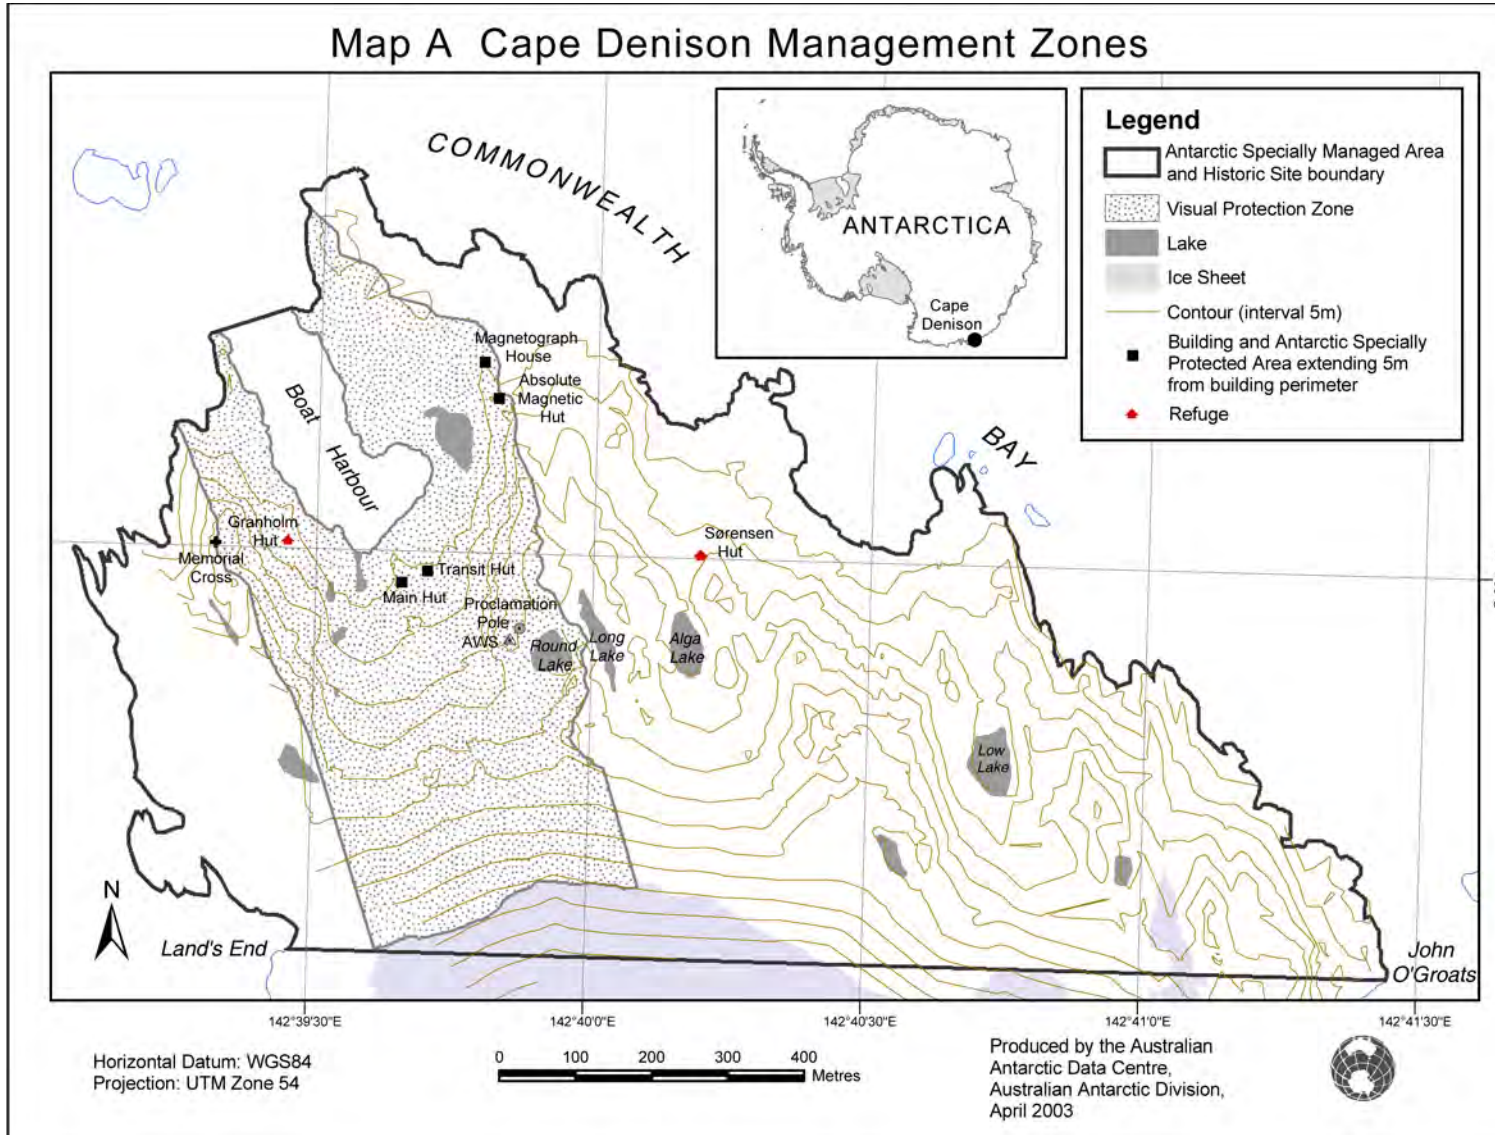 Map A Cape Denison Management Zones
COMMONWEALTH
BAY
ANTARCTICA
Cape
Denison
Legend
Antarctic Specially Managed Area
and Historic Site boundary
Visual Protection Zone
Lake
Ice Sheet
Contour (interval 5m)
Building and Antarctic Specially
Protected Area extending 5m
from building perimeter
Refuge
Magnetograph
House
Absolute
Magnetic
Hut
Boat
Harbour
Granholm
Hut
Memorial
Cross
Transit Hut
Main Hut
Proclamation
Pole
AWS
Round
Lake
Long
Lake
Alga
Lake
Sørensen
Hut
Low
Lake
N
Land's End
John
O'Groats
142°39'30"E
142°40'0"E
142°40'30"E
142°41'0"E
142°41'30"E
Horizontal Datum: WGS84
Projection: UTM Zone 54
0 100 200 300 400
Metres
Produced by the Australian
Antarctic Data Centre,
Australian Antarctic Division,
April 2003